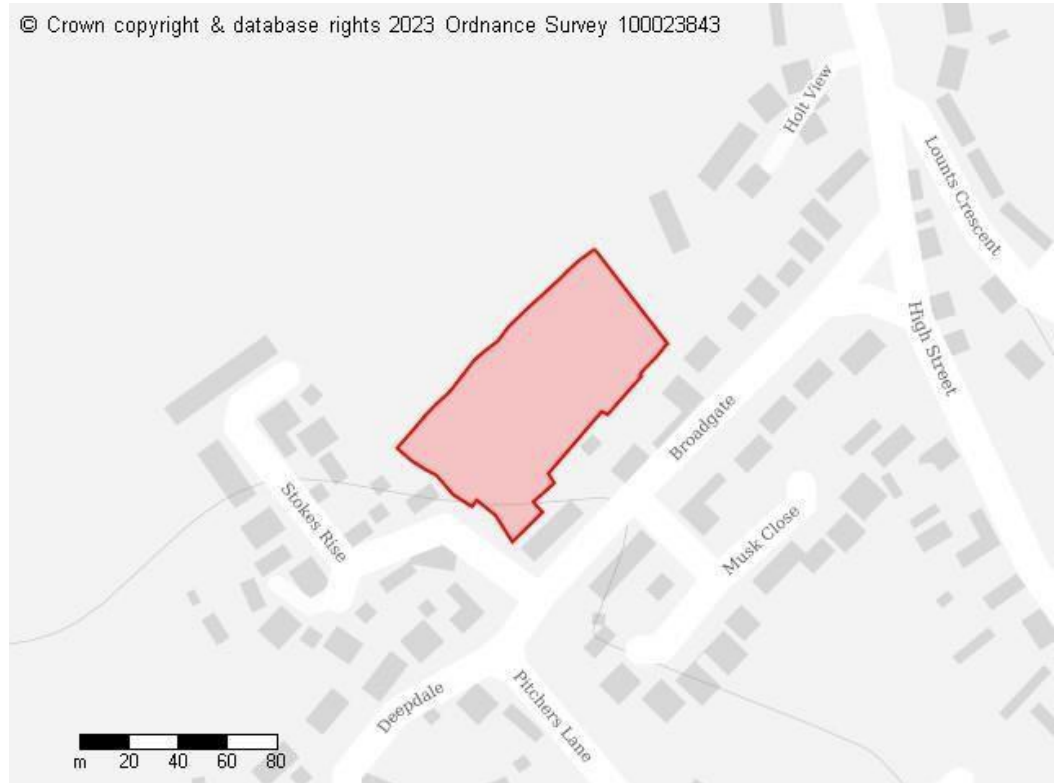 © Crown copyright & database rights 2023 Ordnance Survey 100023843
Holt View
Lounts Crescent
High Street
Broadgate
Stokes Rise
Musk Close
Deepdale
Pitchers Lane
m 20 40 60 80